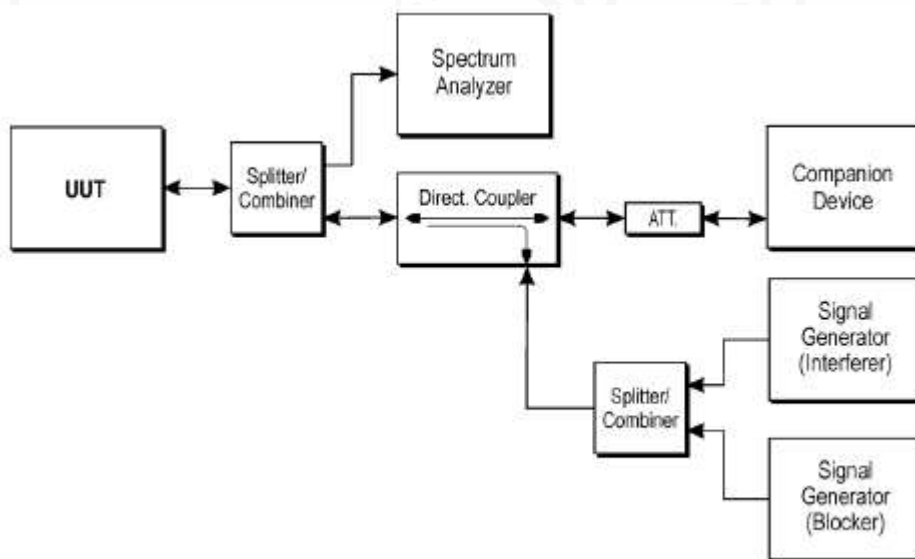 Spectrum
Analyzer
UUT
Splitter/
Combiner
Direct. Coupler
ATT.
Companion
Device
Signal
Generator
(Interferer)
Splitter/
Combiner
Signal
Generator
(Blocker)